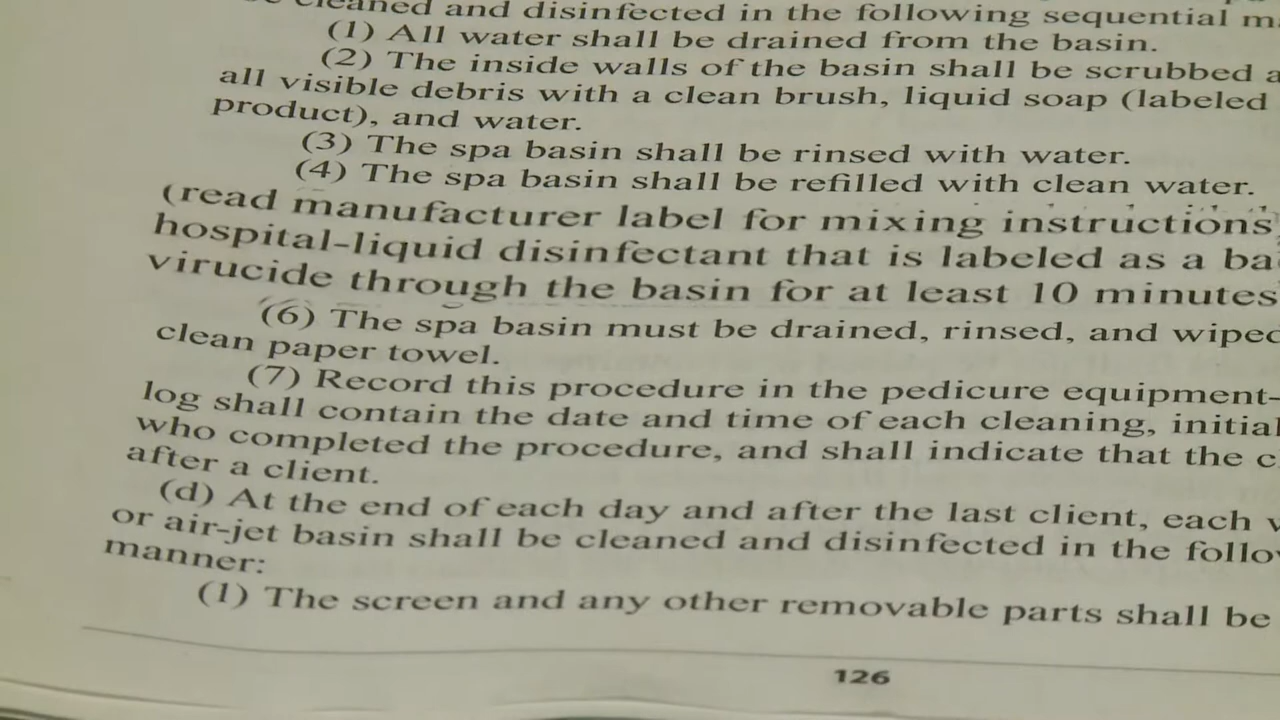 cleaned and disinfected in the following sequential
(1) All water shall be drained from the basin.
(2) The inside walls of the basin shall be scrubbed
all visible debris with a clean brush, liquid soap (labeled
product), and water.
(3) The spa basin shall be rinsed with water.
(4) The spa basin shall be refilled with clean water.
(read manufacturer label for mixing instructions
hospital-liquid disinfectant that is labeled as a
virucide through the basin for at least 10 minutes
(6) The spa basin must be drained, rinsed, and wiped
clean paper towel.
(7) Record this procedure in the pedicure equipment-
log shall contain the date and time of each cleaning, initial
who completed the procedure, and shall indicate that the
after a client.
(d) At the end of each day and after the last client, each
or air-jet basin shall be cleaned and disinfected in the
manner:
(1) The screen and any other removable parts shall be
126